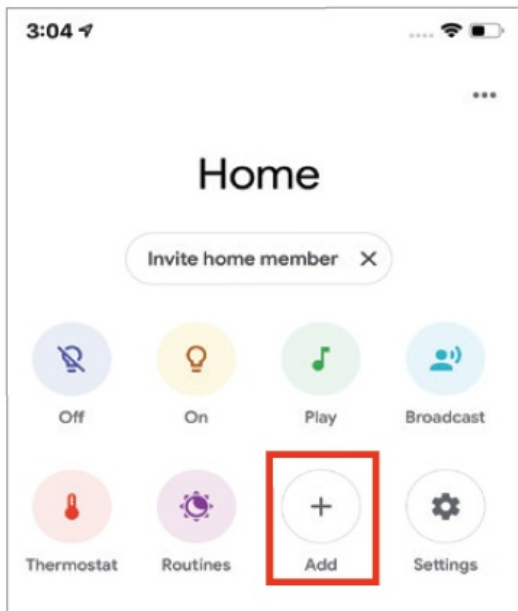 3:04
Home
Invite home member
Off On Play Broadcast
Thermostat Routines Add Settings